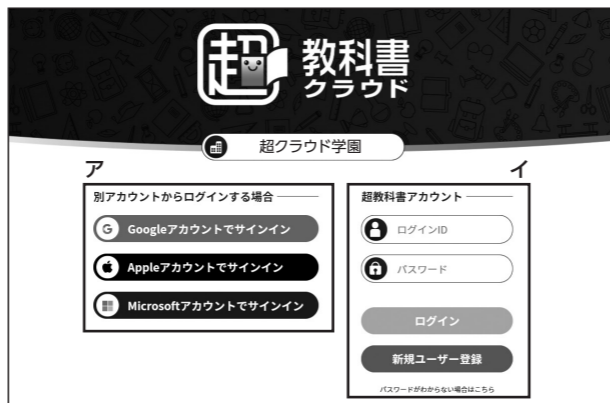 超
教科書
クラウド
超クラウド学園
ア
別アカウントからログインする場合
G Googleアカウントでサインイン
Appleアカウントでサインイン
Microsoftアカウントでサインイン
イ
超教科書アカウント
ログインID
パスワード
ログイン
新規ユーザー登録
パスワードがわからない場合はこちら